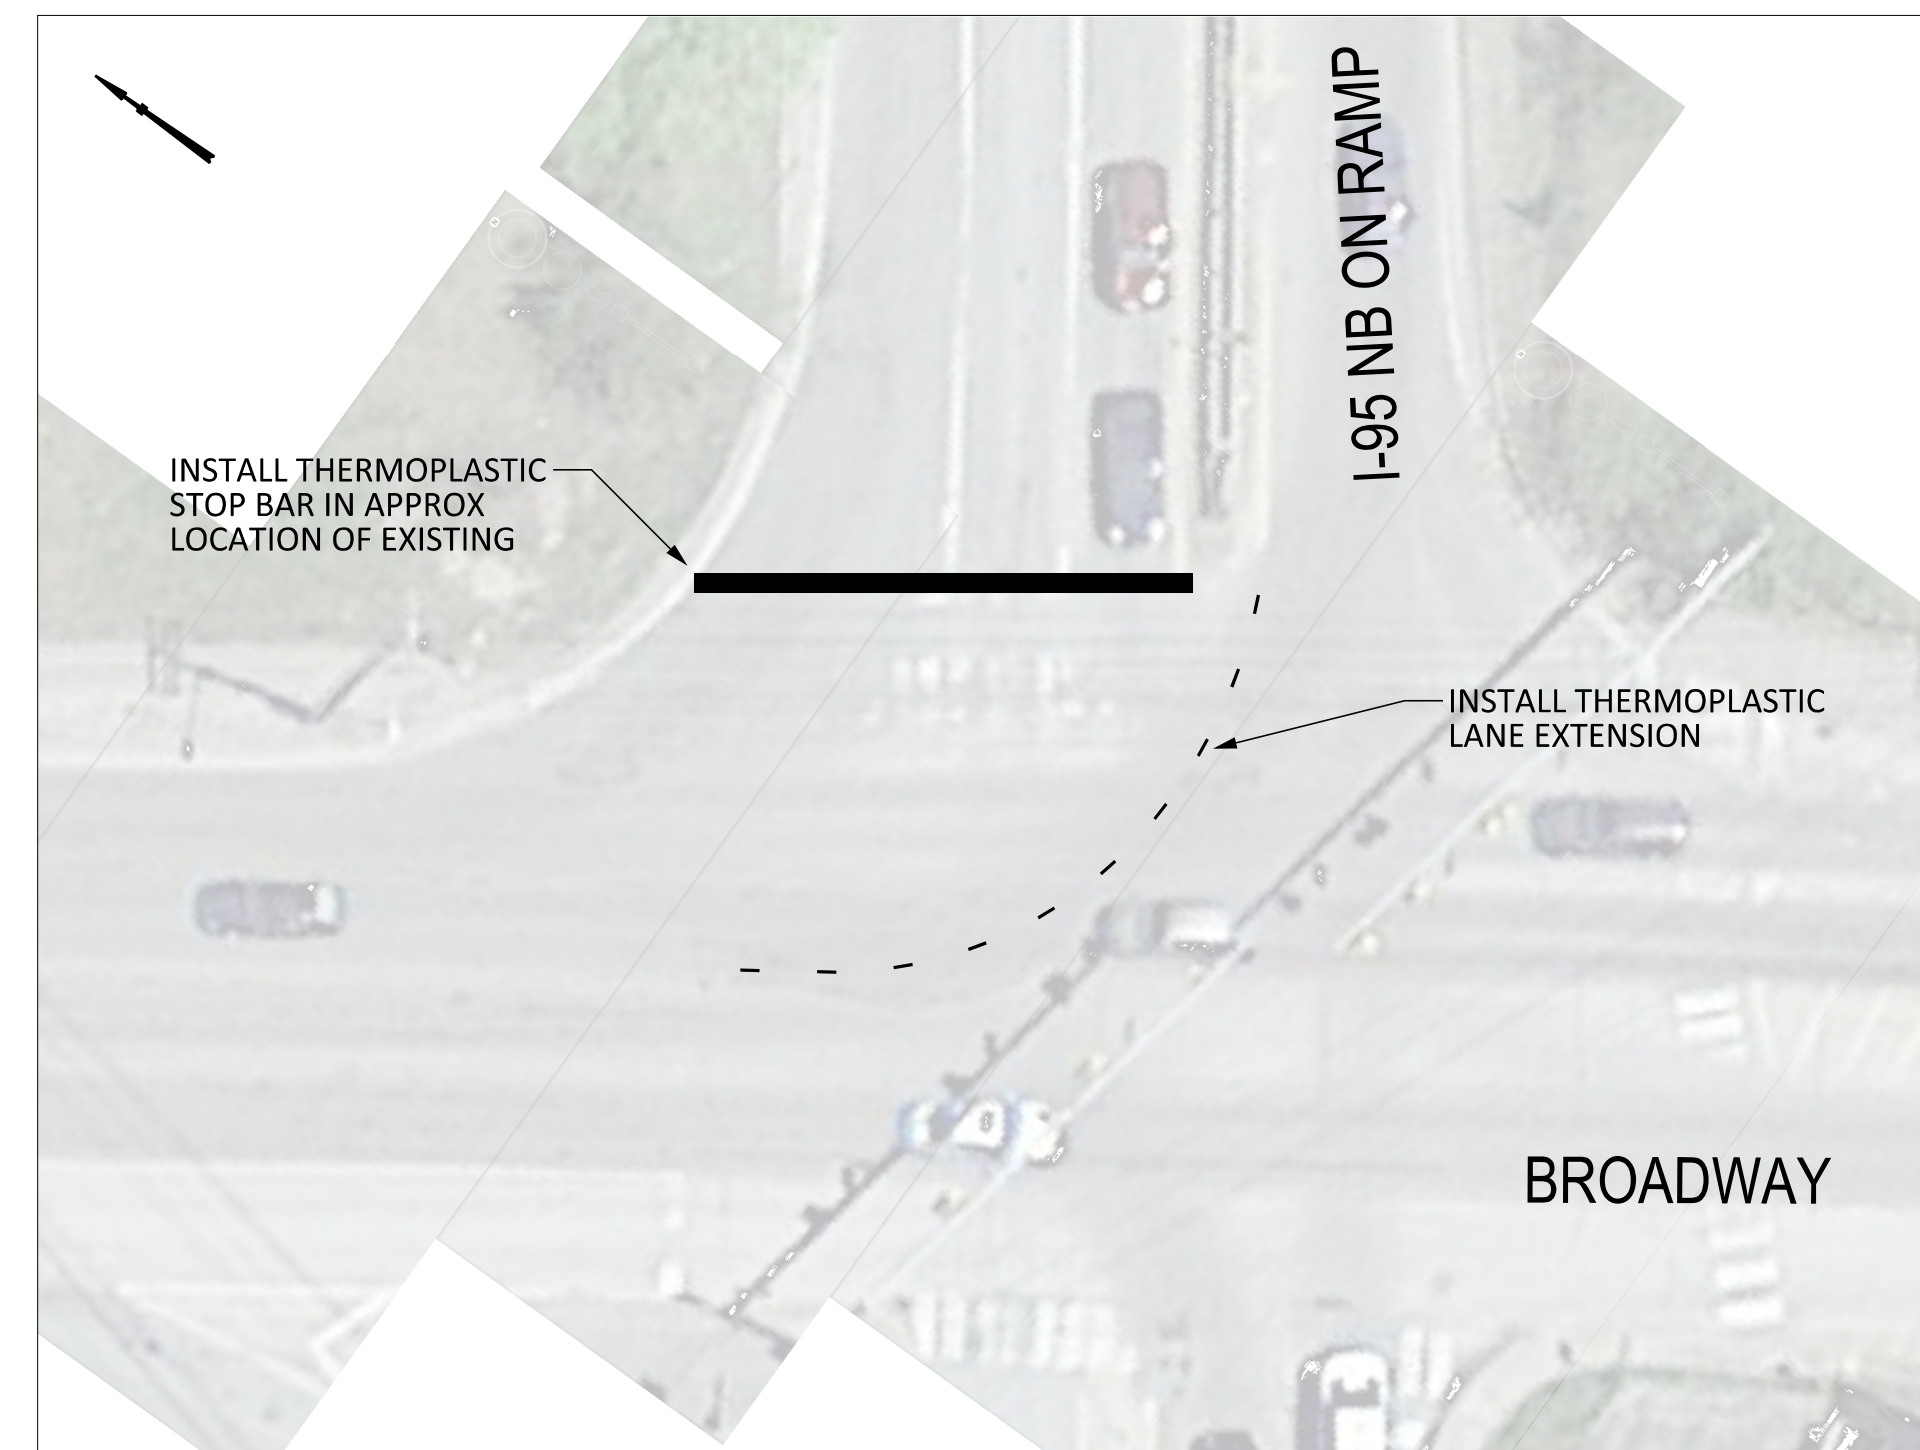 I-95 NB ON RAMP
INSTALL THERMOPLASTIC
STOP BAR IN APPROX
LOCATION OF EXISTING
INSTALL THERMOPLASTIC
LANE EXTENSION
BROADWAY